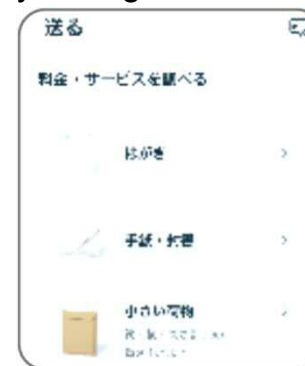 送る
料金・サービスを調べる
はがき
手紙・封書
小さい荷物